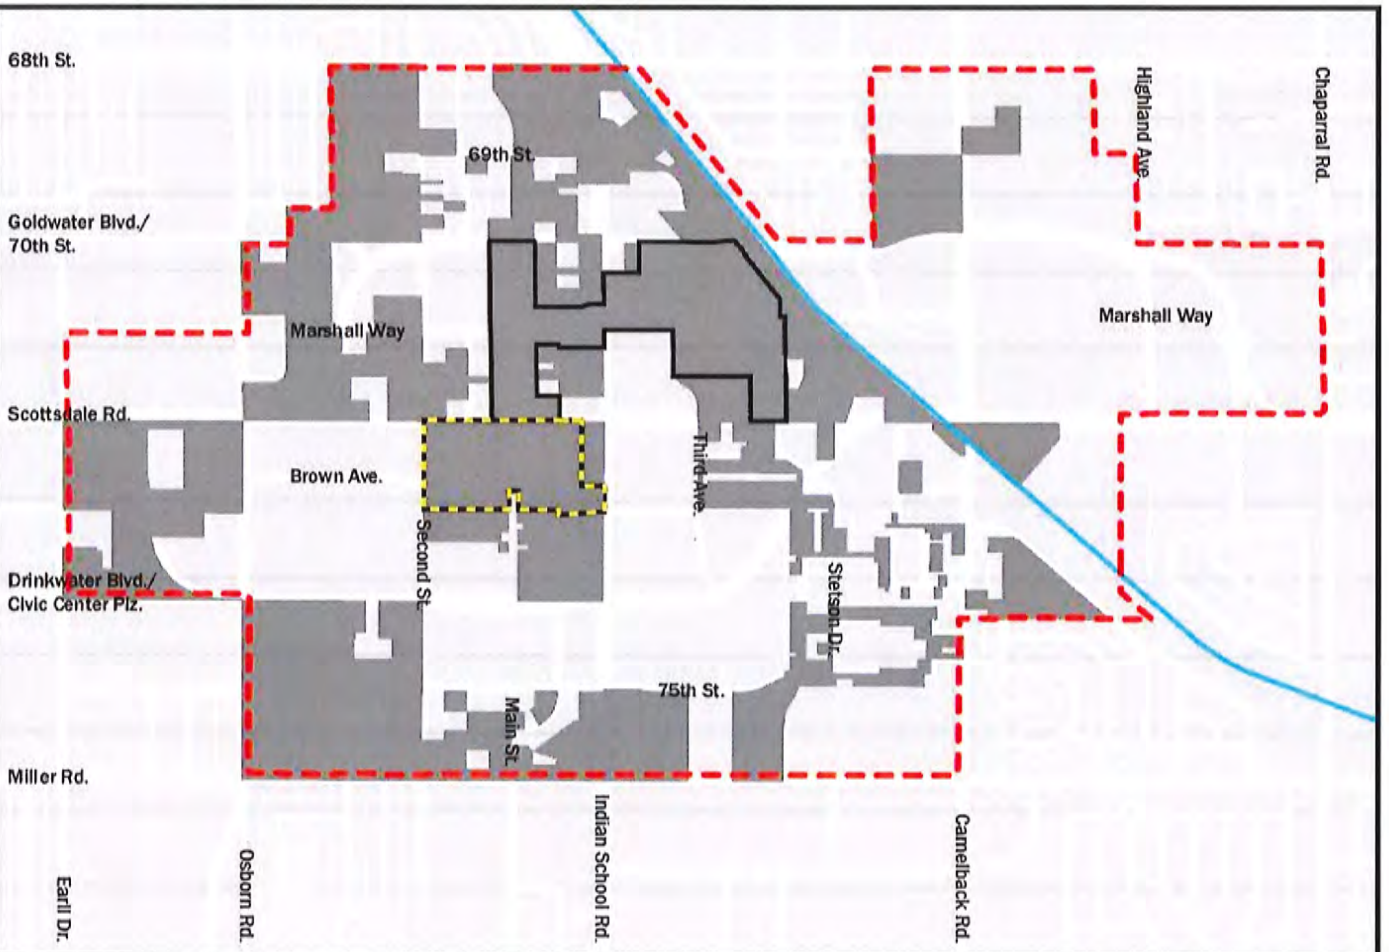 68th St.
Highland Ave.
Chaparral Rd.
69th St.
Goldwater Blvd./
70th St.
Marshall Way
Marshall Way
Scottsdale Rd.
Third Ave.
Brown Ave.
Second St.
Stetson Dr.
Drinkwater Blvd./
Civic Center Plz.
75th St.
Main St.
Miller Rd.
Indian School Rd.
Camelback Rd.
Osborn Rd.
Earll Dr.